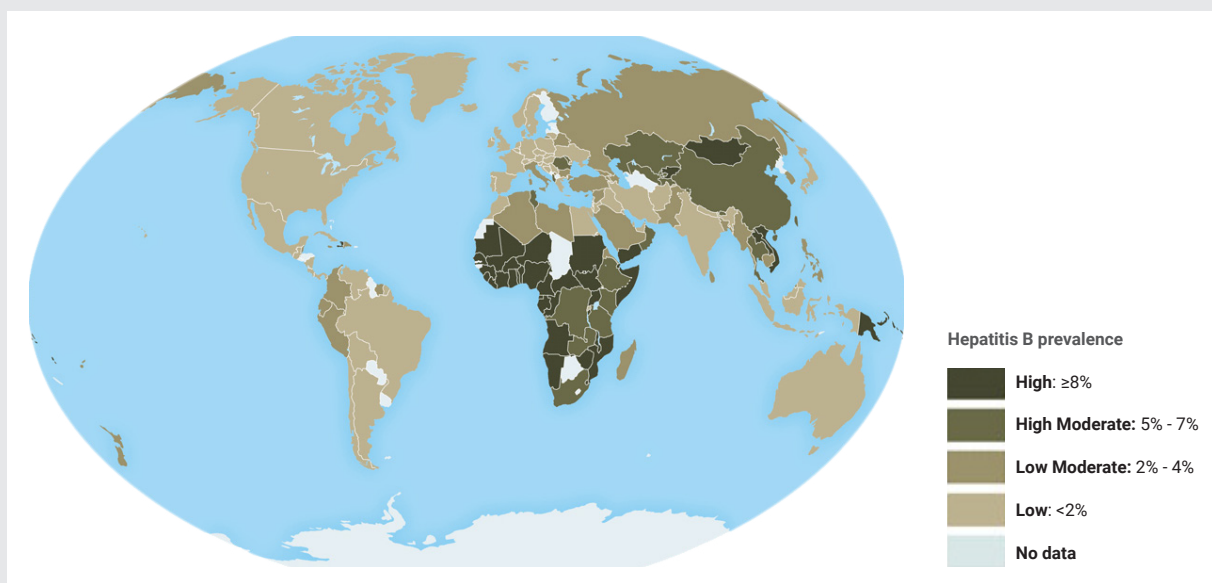 Hepatitis B prevalence
High: ≥8%
High Moderate: 5% - 7%
Low Moderate: 2% - 4%
Low: <2%
No data